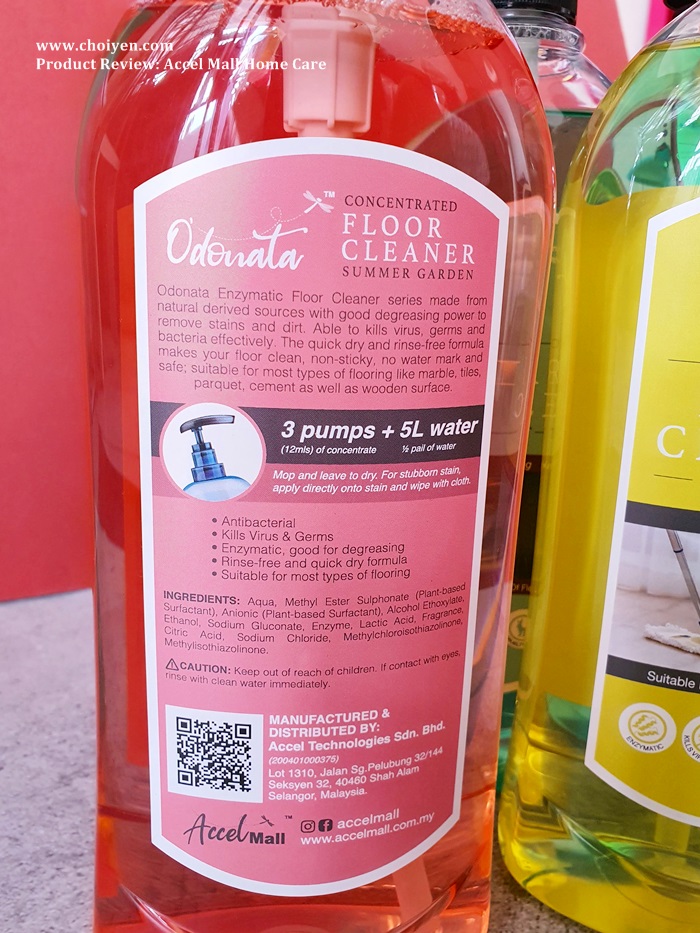 www.choiyen.com
Product Review: Accel Mall Home Care
O'donata ™
CONCENTRATED
FLOOR
CLEANER
SUMMER GARDEN
Odonata Enzymatic Floor Cleaner series made from
natural derived sources with good degreasing power to
remove stains and dirt. Able to kills virus, germs and
bacteria effectively. The quick dry and rinse-free formula
makes your floor clean, non-sticky, no water mark and
safe; suitable for most types of flooring like marble, tiles,
parquet, cement as well as wooden surface.
3 pumps + 5L water
(12mls) of concentrate ½ pail of water
Mop and leave to dry. For stubborn stain,
apply directly onto stain and wipe with cloth.
• Antibacterial
• Kills Virus & Germs
• Enzymatic, good for degreasing
• Rinse-free and quick dry formula
• Suitable for most types of flooring
INGREDIENTS: Aqua, Methyl Ester Sulphonate (Plant-based
Surfactant), Anionic (Plant-based Surfactant), Alcohol Ethoxylate,
Ethanol, Sodium Gluconate, Enzyme, Lactic Acid, Fragrance,
Citric Acid, Sodium Chloride, Methylchloroisothiazolinone,
Methylisothiazolinone.
⚠CAUTION: Keep out of reach of children. If contact with eyes,
rinse with clean water immediately.
MANUFACTURED &
DISTRIBUTED BY:
Accel Technologies Sdn. Bhd.
(200401000375)
Lot 1310, Jalan Sg.Pelubung 32/144
Seksyen 32, 40460 Shah Alam
Selangor, Malaysia.
Accel Mall ™
accelmall
www.accelmall.com.my
Suitable
ENZYMATIC
KILLS